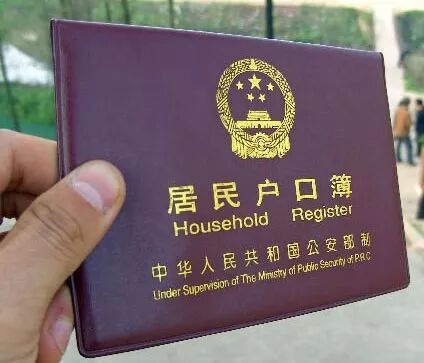 居民户口簿
Household Register
中华人民共和国公安部制
Under Supervision of The Ministry of Public Security of P.R.C